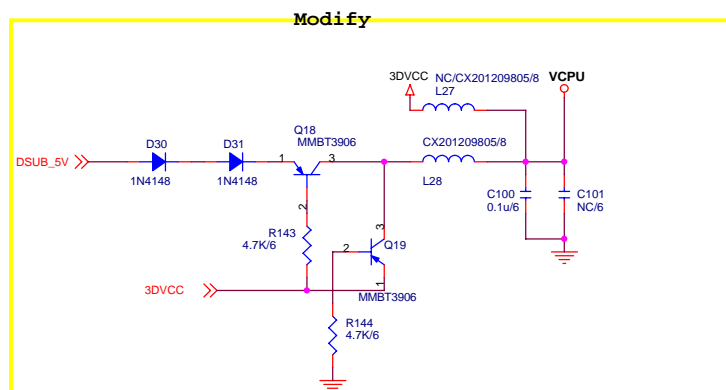 Modify
NC/CX201209805/8
3DVCC
VCPU
L27
Q18
MMBT3906
D30
D31
CX201209805/8
DSUB_5V
1
3
1N4148
1N4148
L28
C100
0.1u/6
C101
NC/6
2
R143
4.7K/6
3
2
Q19
1
3DVCC
MMBT3906
R144
4.7K/6